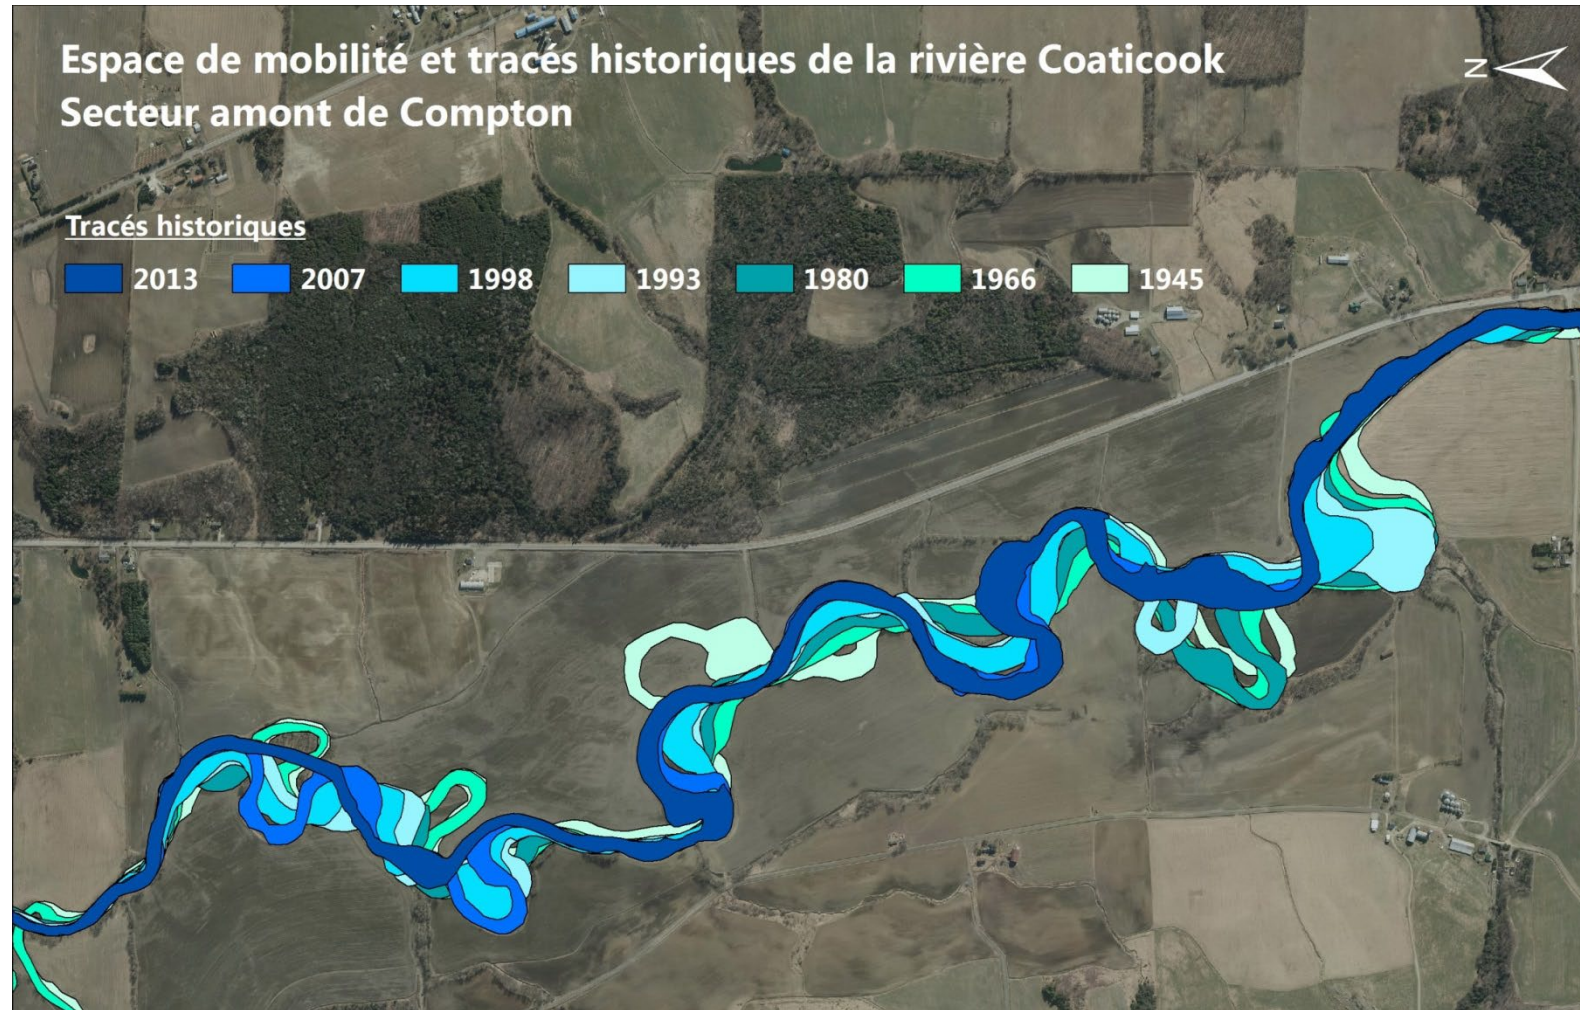 Espace de mobilité et tracés historiques de la rivière Coaticook
Secteur amont de Compton
N
Tracés historiques
2013 2007 1998 1993 1980 1966 1945